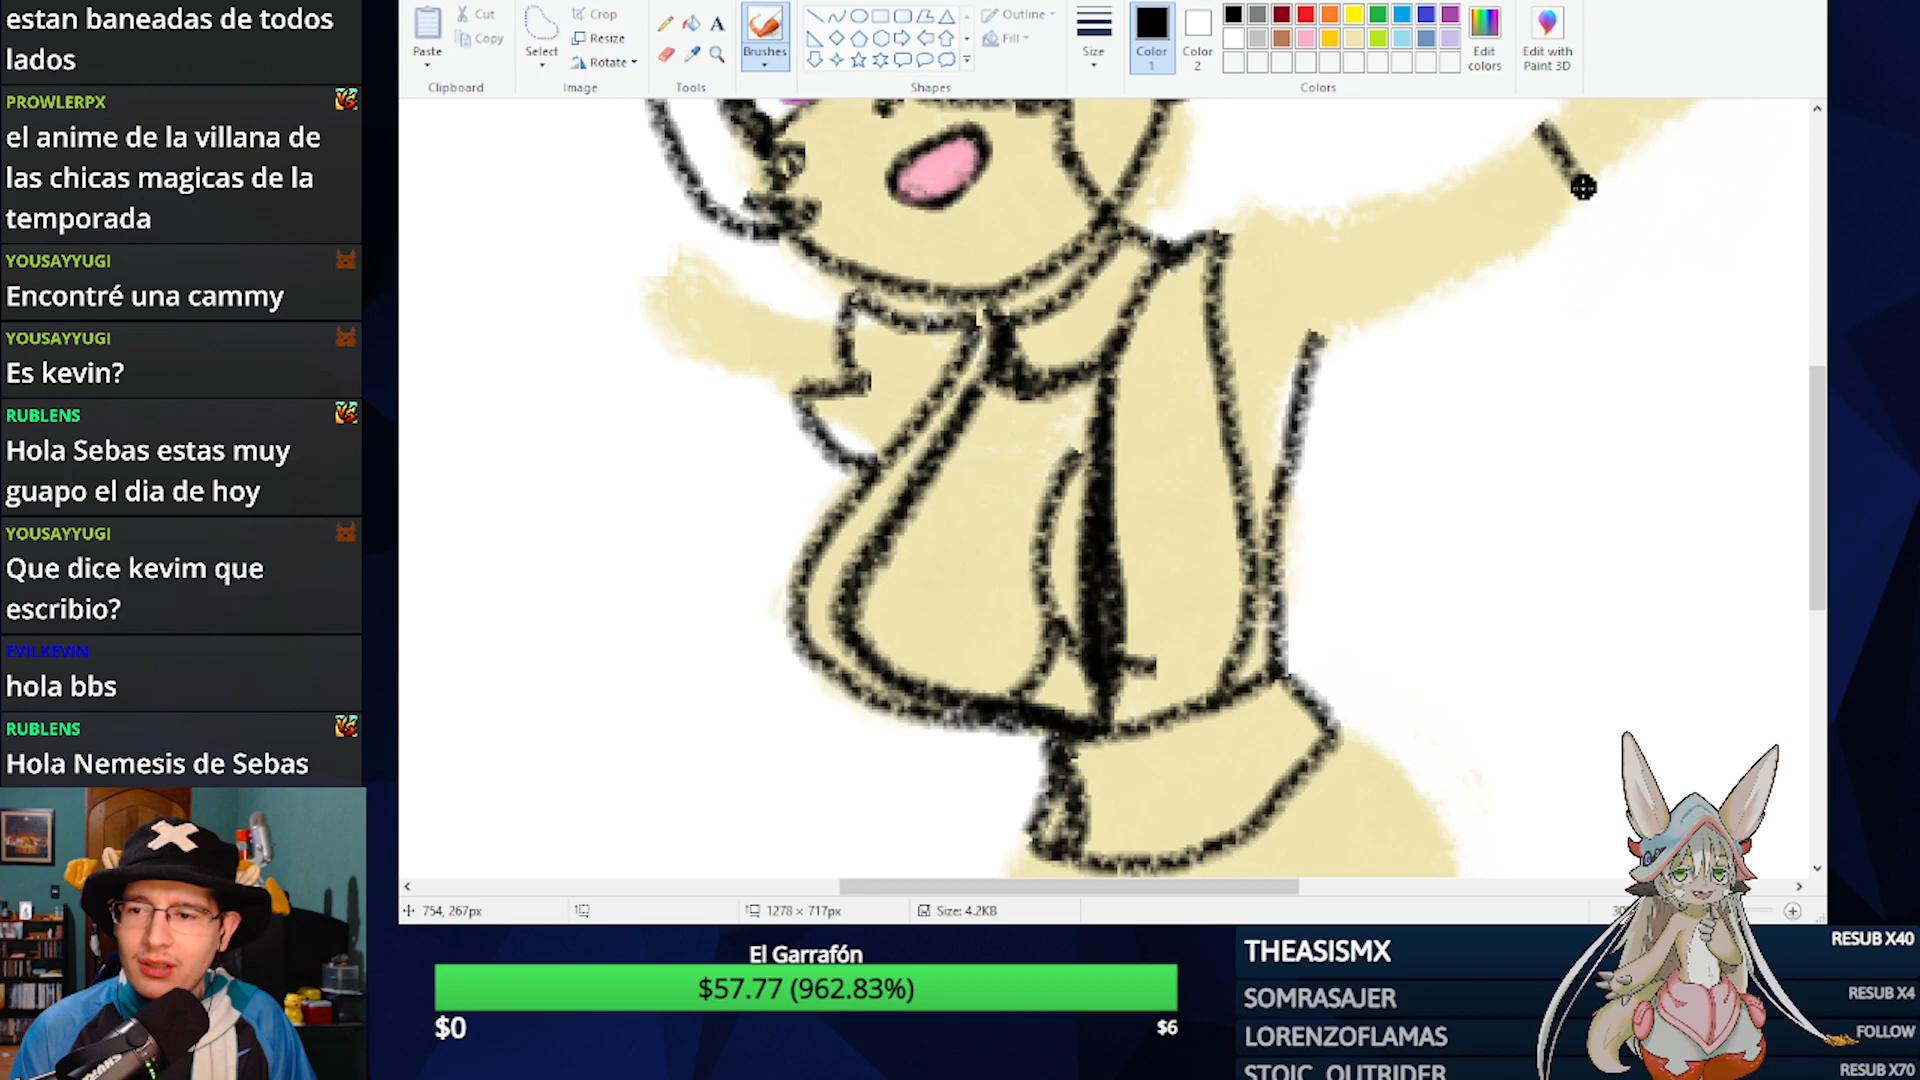 estan baneadas de todos
lados
PROWLERPX
el anime de la villana de
las chicas magicas de la
temporada
YOUSAYYUGI
Encontré una cammy
YOUSAYYUGI
Es kevin?
RUBLENS
Hola Sebas estas muy
guapo el dia de hoy
YOUSAYYUGI
Que dice kevim que
escribio?
EVILKEVIN
hola bbs
RUBLENS
Hola Nemesis de Sebas
Paste
Cut
Copy
Clipboard
Select
Crop
Resize
Rotate
Image
A
Tools
Brushes
Shapes
Outline
Fill
Size
Color
1
Color
2
Edit
colors
Colors
Edit with
Paint 3D
754, 267px
1278 × 717px
Size: 4.2KB
El Garrafón
$57.77 (962.83%)
$0
$6
THEASISMX
RESUB X40
SOMRASAJER
RESUB X4
LORENZOFLAMAS
FOLLOW
STOIC_OUTRIDER
RESUB X70